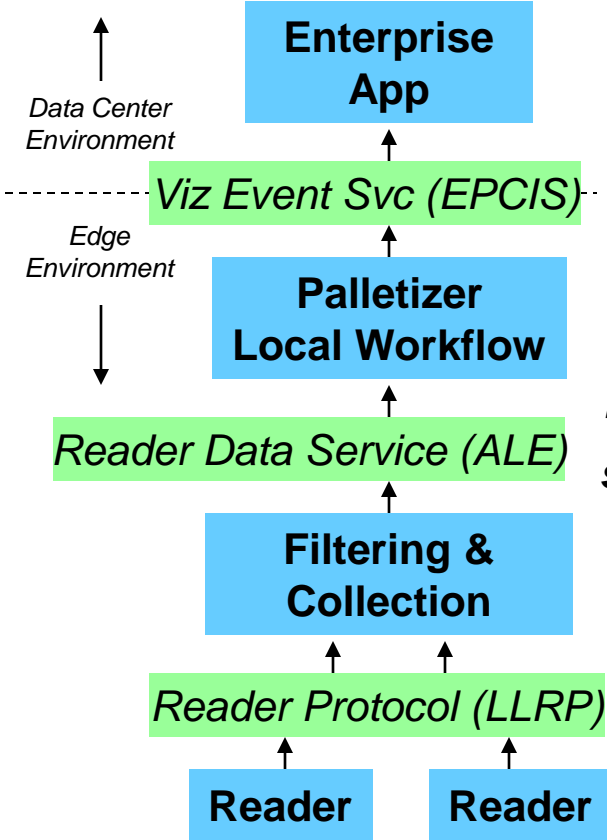 Enterprise
App
Data Center
Environment
Viz Event Svc (EPCIS)
Edge
Environment
Palletizer
Local Workflow
Reader Data Service (ALE)
Filtering &
Collection
Reader Protocol (LLRP)
Reader
Reader